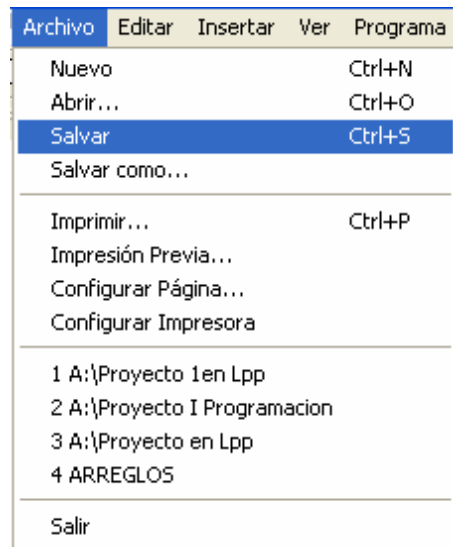 Archivo Editar Insertar Ver Programa
Nuevo Ctrl+N
Abrir... Ctrl+O
Salvar Ctrl+S
Salvar como...
Imprimir... Ctrl+P
Impresión Previa...
Configurar Página...
Configurar Impresora
1 A:\Proyecto 1en Lpp
2 A:\Proyecto I Programacion
3 A:\Proyecto en Lpp
4 ARREGLOS
Salir